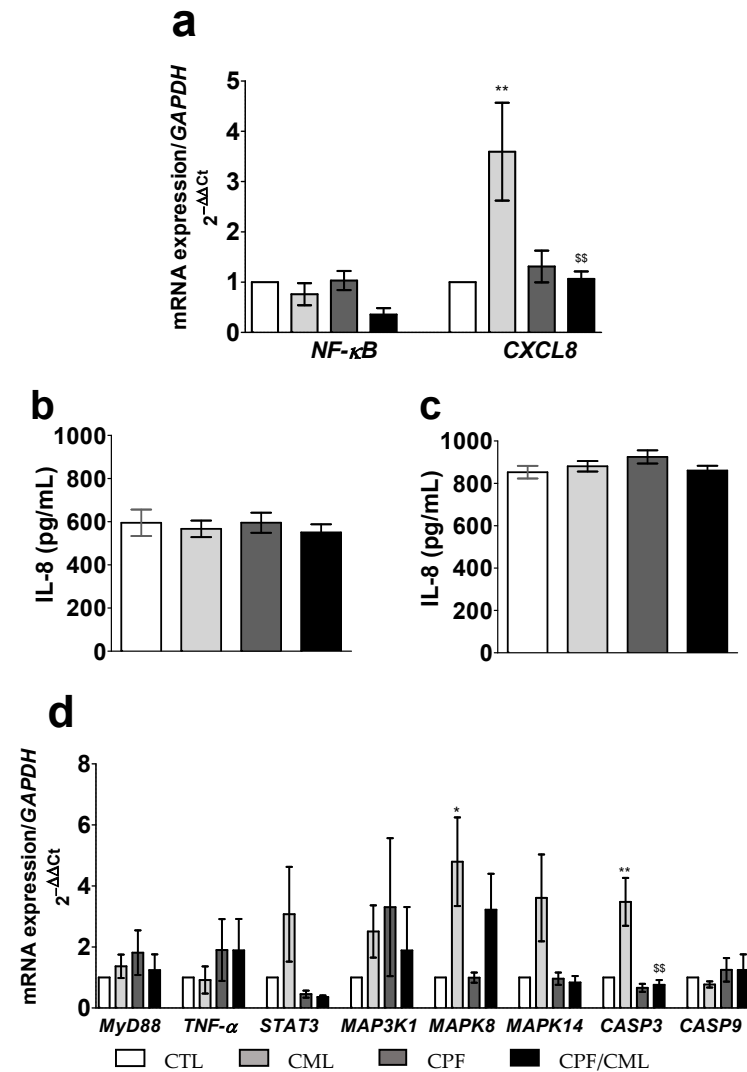 a
mRNA expression/GAPDH
2^−ΔΔCt
5
4
3
2
1
0
**
$$
NF-κB CXCL8
b
IL-8 (pg/mL)
1000
800
600
400
200
0
c
IL-8 (pg/mL)
1000
800
600
400
200
0
d
mRNA expression/GAPDH
2^−ΔΔCt
8
6
4
2
0
*
**
$$
MyD88 TNF-α STAT3 MAP3K1 MAPK8 MAPK14 CASP3 CASP9
CTL CML CPF CPF/CML